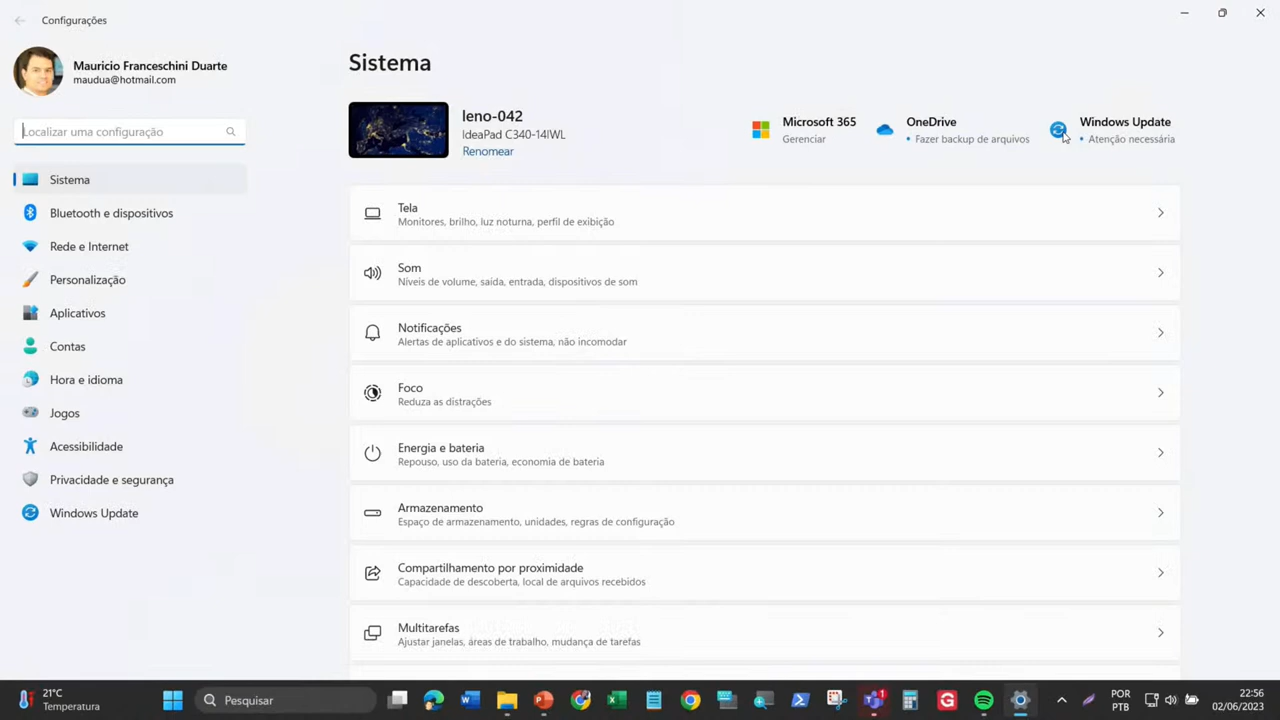 Configurações
Mauricio Franceschini Duarte
maudua@hotmail.com
Localizar uma configuração
Sistema
Bluetooth e dispositivos
Rede e Internet
Personalização
Aplicativos
Contas
Hora e idioma
Jogos
Acessibilidade
Privacidade e segurança
Windows Update
Sistema
leno-042
IdeaPad C340-14IWL
Renomear
Microsoft 365
Gerenciar
OneDrive
• Fazer backup de arquivos
Windows Update
• Atenção necessária
Tela
Monitores, brilho, luz noturna, perfil de exibição
Som
Níveis de volume, saída, entrada, dispositivos de som
Notificações
Alertas de aplicativos e do sistema, não incomodar
Foco
Reduza as distrações
Energia e bateria
Repouso, uso da bateria, economia de bateria
Armazenamento
Espaço de armazenamento, unidades, regras de configuração
Compartilhamento por proximidade
Capacidade de descoberta, local de arquivos recebidos
Multitarefas
Ajustar janelas, áreas de trabalho, mudança de tarefas
21°C
Temperatura
Pesquisar
POR
PTB
22:56
02/06/2023